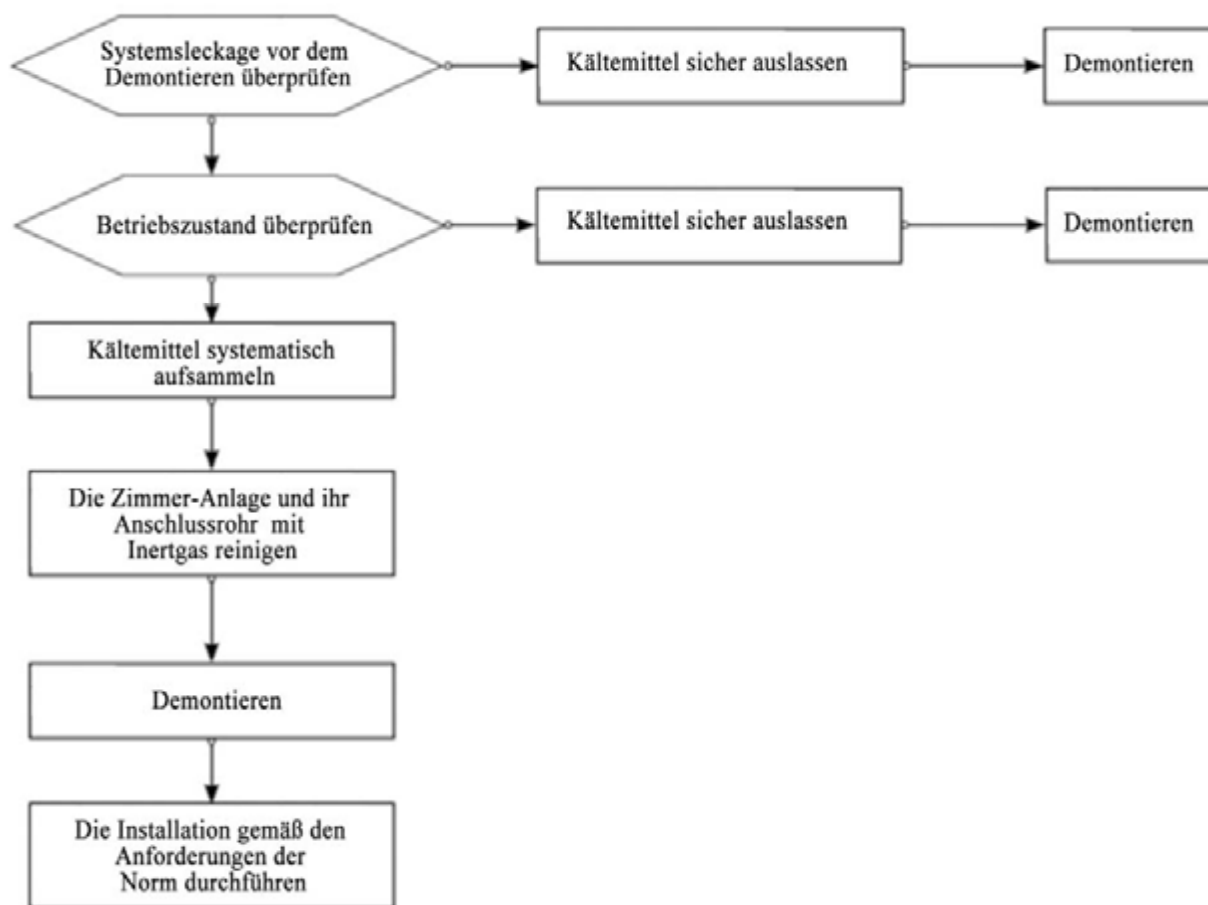 Systemsleckage vor dem
Demontieren überprüfen
Kältemittel sicher auslassen
Demontieren
Betriebszustand überprüfen
Kältemittel sicher auslassen
Demontieren
Kältemittel systematisch
aufsammeln
Die Zimmer-Anlage und ihr
Anschlussrohr mit
Inertgas reinigen
Demontieren
Die Installation gemäß den
Anforderungen der
Norm durchführen